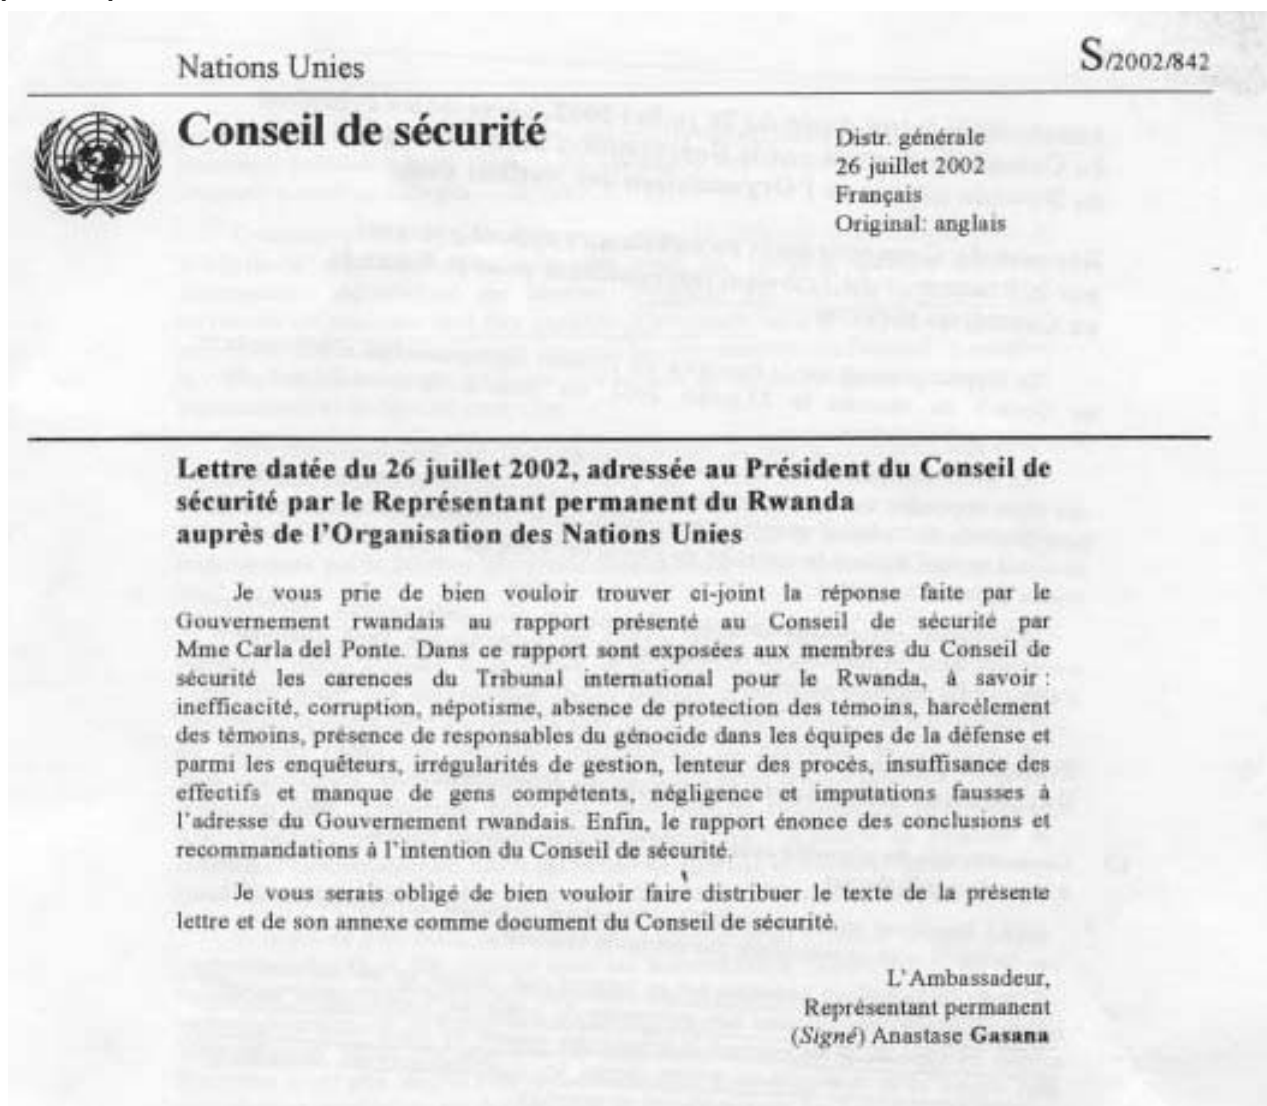 Nations Unies
S/2002/842
Conseil de sécurité
Distr. générale
26 juillet 2002
Français
Original: anglais
Lettre datée du 26 juillet 2002, adressée au Président du Conseil de
sécurité par le Représentant permanent du Rwanda
auprès de l'Organisation des Nations Unies
Je vous prie de bien vouloir trouver ci-joint la réponse faite par le
Gouvernement rwandais au rapport présenté au Conseil de sécurité par
Mme Carla del Ponte. Dans ce rapport sont exposées aux membres du Conseil de
sécurité les carences du Tribunal international pour le Rwanda, à savoir :
inefficacité, corruption, népotisme, absence de protection des témoins, harcèlement
des témoins, présence de responsables du génocide dans les équipes de la défense et
parmi les enquêteurs, irrégularités de gestion, lenteur des procès, insuffisance des
effectifs et manque de gens compétents, négligence et imputations fausses à
l'adresse du Gouvernement rwandais. Enfin, le rapport énonce des conclusions et
recommandations à l'intention du Conseil de sécurité.
Je vous serais obligé de bien vouloir faire distribuer le texte de la présente
lettre et de son annexe comme document du Conseil de sécurité.
L'Ambassadeur,
Représentant permanent
(Signé) Anastase Gasana